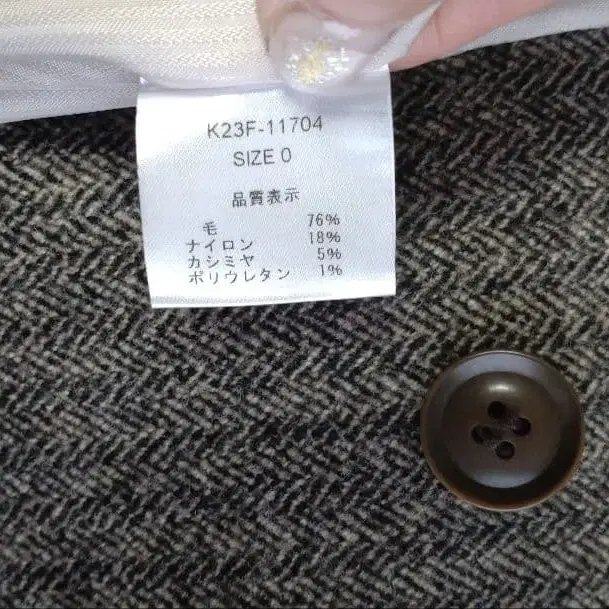 K23F-11704
SIZE 0
品質表示
毛 76%
ナイロン 18%
カシミヤ 5%
ポリウレタン 1%